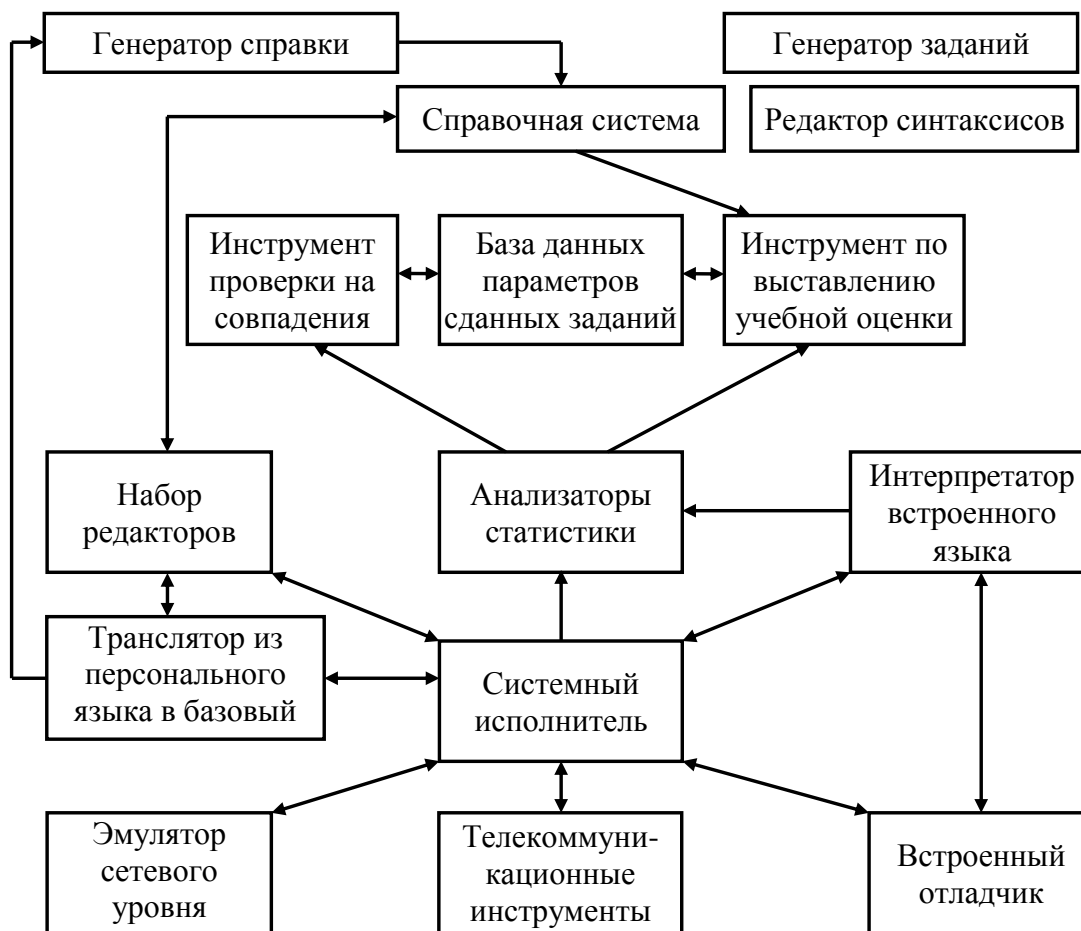 Генератор справки
Генератор заданий
Справочная система
Редактор синтаксисов
Инструмент
проверки на
совпадения
База данных
параметров
сданных заданий
Инструмент по
выставлению
учебной оценки
Набор
редакторов
Анализаторы
статистики
Интерпретатор
встроенного
языка
Транслятор из
персонального
языка в базовый
Системный
исполнитель
Эмулятор
сетевого
уровня
Телекоммуни-
кационные
инструменты
Встроенный
отладчик